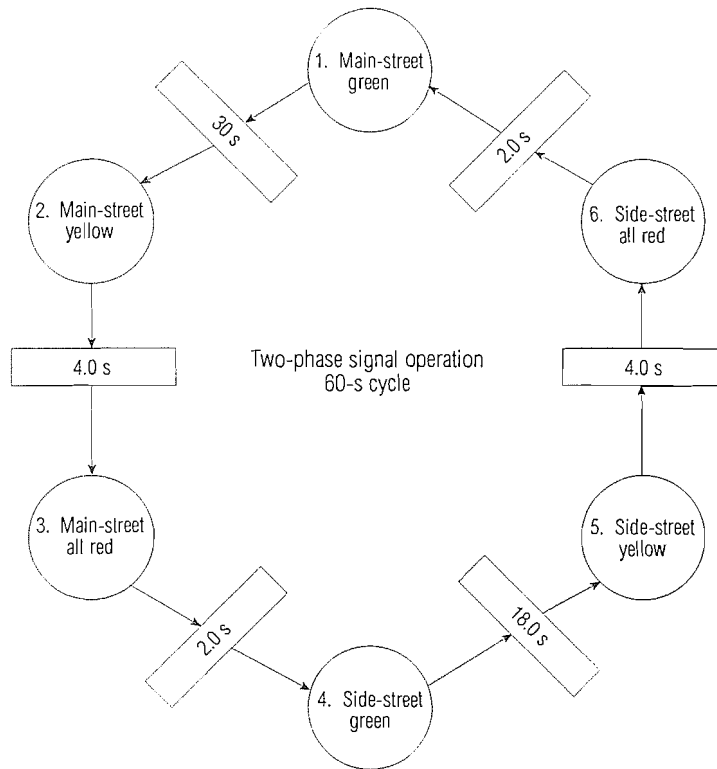 1. Main-street
green
30 s
2.0 s
2. Main-street
yellow
6. Side-street
all red
4.0 s
Two-phase signal operation
60-s cycle
4.0 s
3. Main-street
all red
5. Side-street
yellow
2.0 s
18.0 s
4. Side-street
green